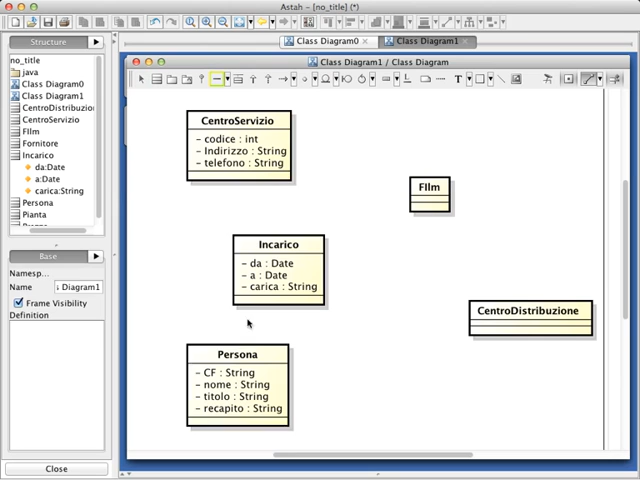 Astah - [no_title] (*)
Structure
no_title
java
Class Diagram0
Class Diagram1
CentroDistribuzio
CentroServizio
FIlm
Fornitore
Incarico
da:Date
a:Date
carica:String
Persona
Pianta
Base
Namesp...
Name
Diagram1
Frame Visibility
Definition
Close
Class Diagram0
Class Diagram1
Class Diagram1 / Class Diagram
T
CentroServizio
- codice : int
- Indirizzo : String
- telefono : String
FIlm
Incarico
- da : Date
- a : Date
- carica : String
CentroDistribuzione
Persona
- CF : String
- nome : String
- titolo : String
- recapito : String